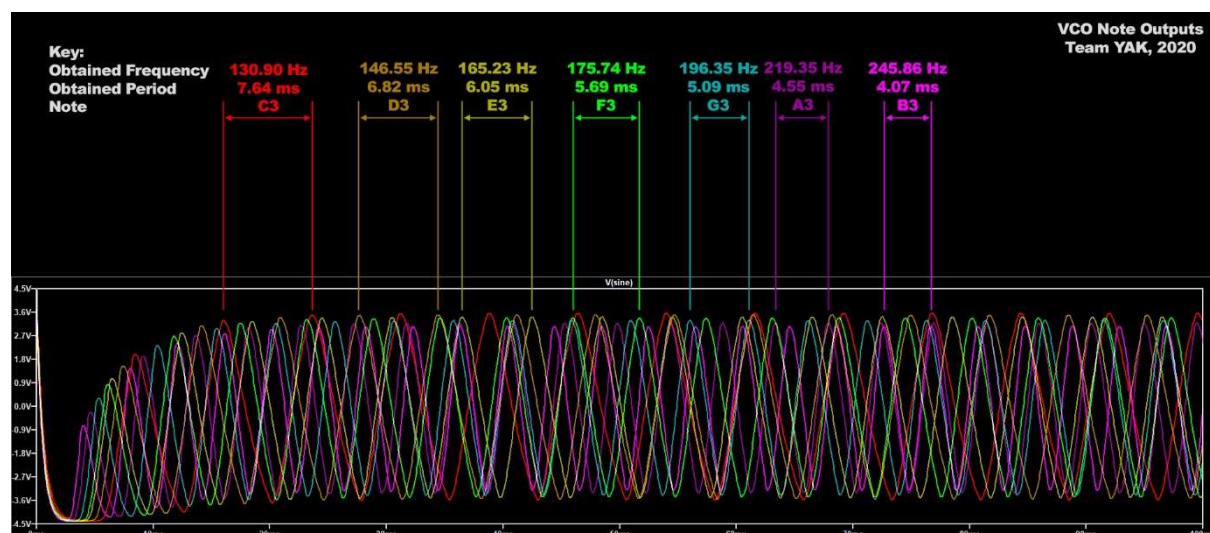 VCO Note Outputs
Team YAK, 2020
Key:
Obtained Frequency 130.90 Hz 146.55 Hz 165.23 Hz 175.74 Hz 196.35 Hz 219.35 Hz 245.86 Hz
Obtained Period 7.64 ms 6.82 ms 6.05 ms 5.69 ms 5.09 ms 4.55 ms 4.07 ms
Note C3 D3 E3 F3 G3 A3 B3
V(sine)
4.5V
3.6V
2.7V
1.8V
0.9V
0.0V
-0.9V
-1.8V
-2.7V
-3.6V
-4.5V